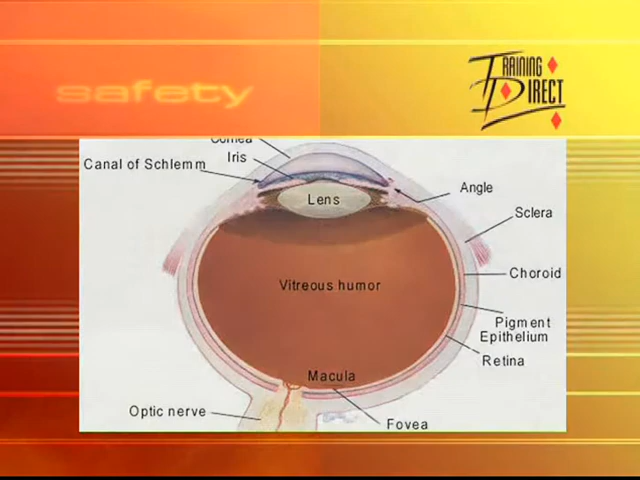 safety
TRAINING
DIRECT
Cornea
Iris
Canal of Schlemm
Angle
Lens
Sclera
Choroid
Vitreous humor
Pigment
Epithelium
Retina
Macula
Optic nerve
Fovea